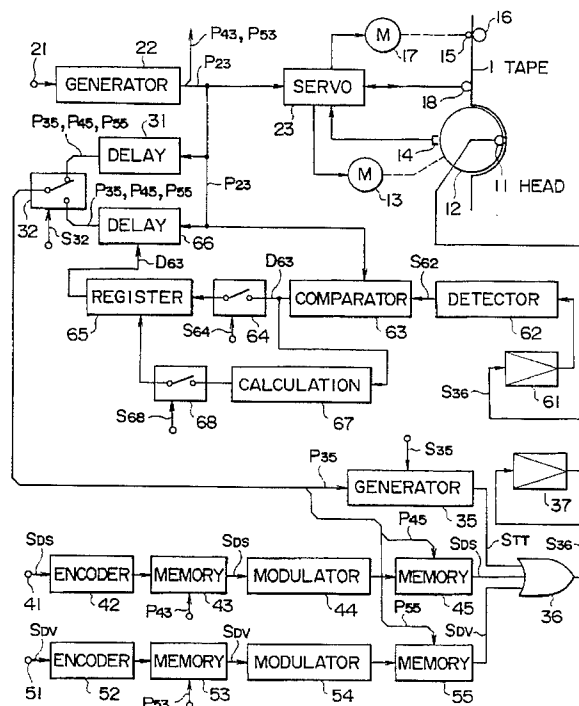 P43, P53
16
21
22
GENERATOR
P23
M
17
15
1 TAPE
SERVO
23
18
P35, P45, P55
31
DELAY
P23
14
11
HEAD
12
M
13
32
P35, P45, P55
S32
DELAY
66
D63
REGISTER
65
D63
S64
64
COMPARATOR
63
S62
DETECTOR
62
S68
68
CALCULATION
67
S36
61
P35
S35
GENERATOR
35
37
P45
STT
S36
SDS
41
ENCODER
42
MEMORY
43
P43
SDS
MODULATOR
44
MEMORY
45
SDS
36
P55
SDV
51
ENCODER
52
MEMORY
53
P53
SDV
MODULATOR
54
MEMORY
55
SDV